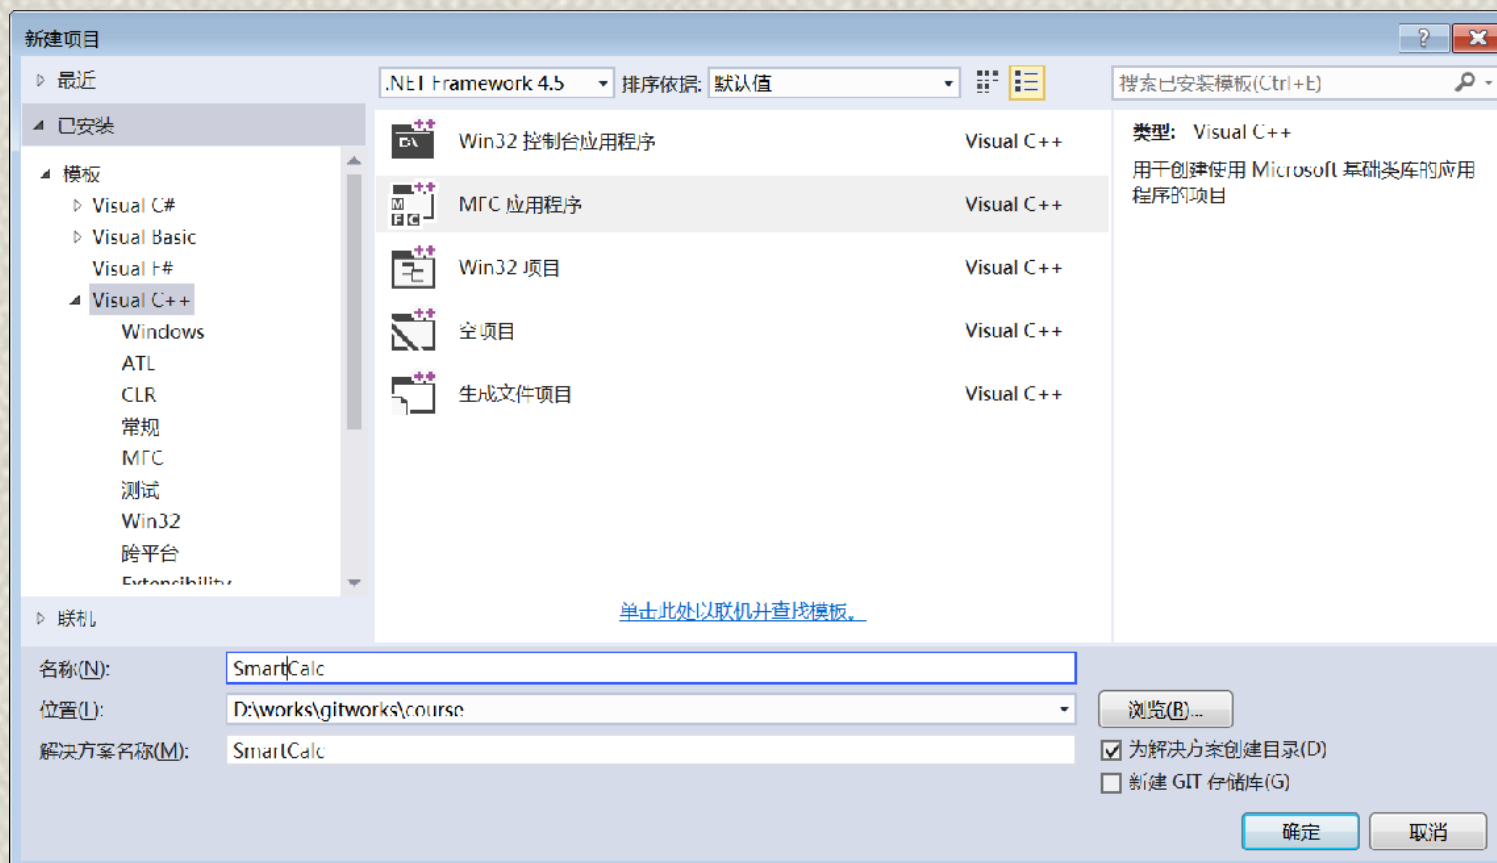 新建项目
最近
.NET Framework 4.5
排序依据:
默认值
搜索已安装模板(Ctrl+E)
已安装
模板
Visual C#
Visual Basic
Visual F#
Visual C++
Windows
ATL
CLR
常规
MFC
测试
Win32
跨平台
Extensibility
联机
Win32 控制台应用程序 Visual C++
MFC 应用程序 Visual C++
Win32 项目 Visual C++
空项目 Visual C++
生成文件项目 Visual C++
单击此处以联机并查找模板。
类型: Visual C++
用于创建使用 Microsoft 基础类库的应用
程序的项目
名称(N): SmartCalc
位置(L): D:\works\gitworks\course
浏览(B)...
解决方案名称(M): SmartCalc
为解决方案创建目录(D)
新建 GIT 存储库(G)
确定
取消